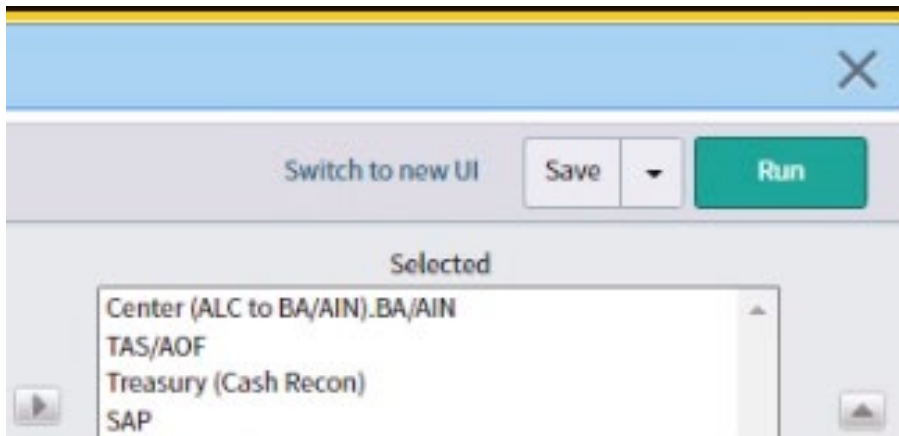 Switch to new UI Save Run
Selected
Center (ALC to BA/AIN).BA/AIN
TAS/AOF
Treasury (Cash Recon)
SAP